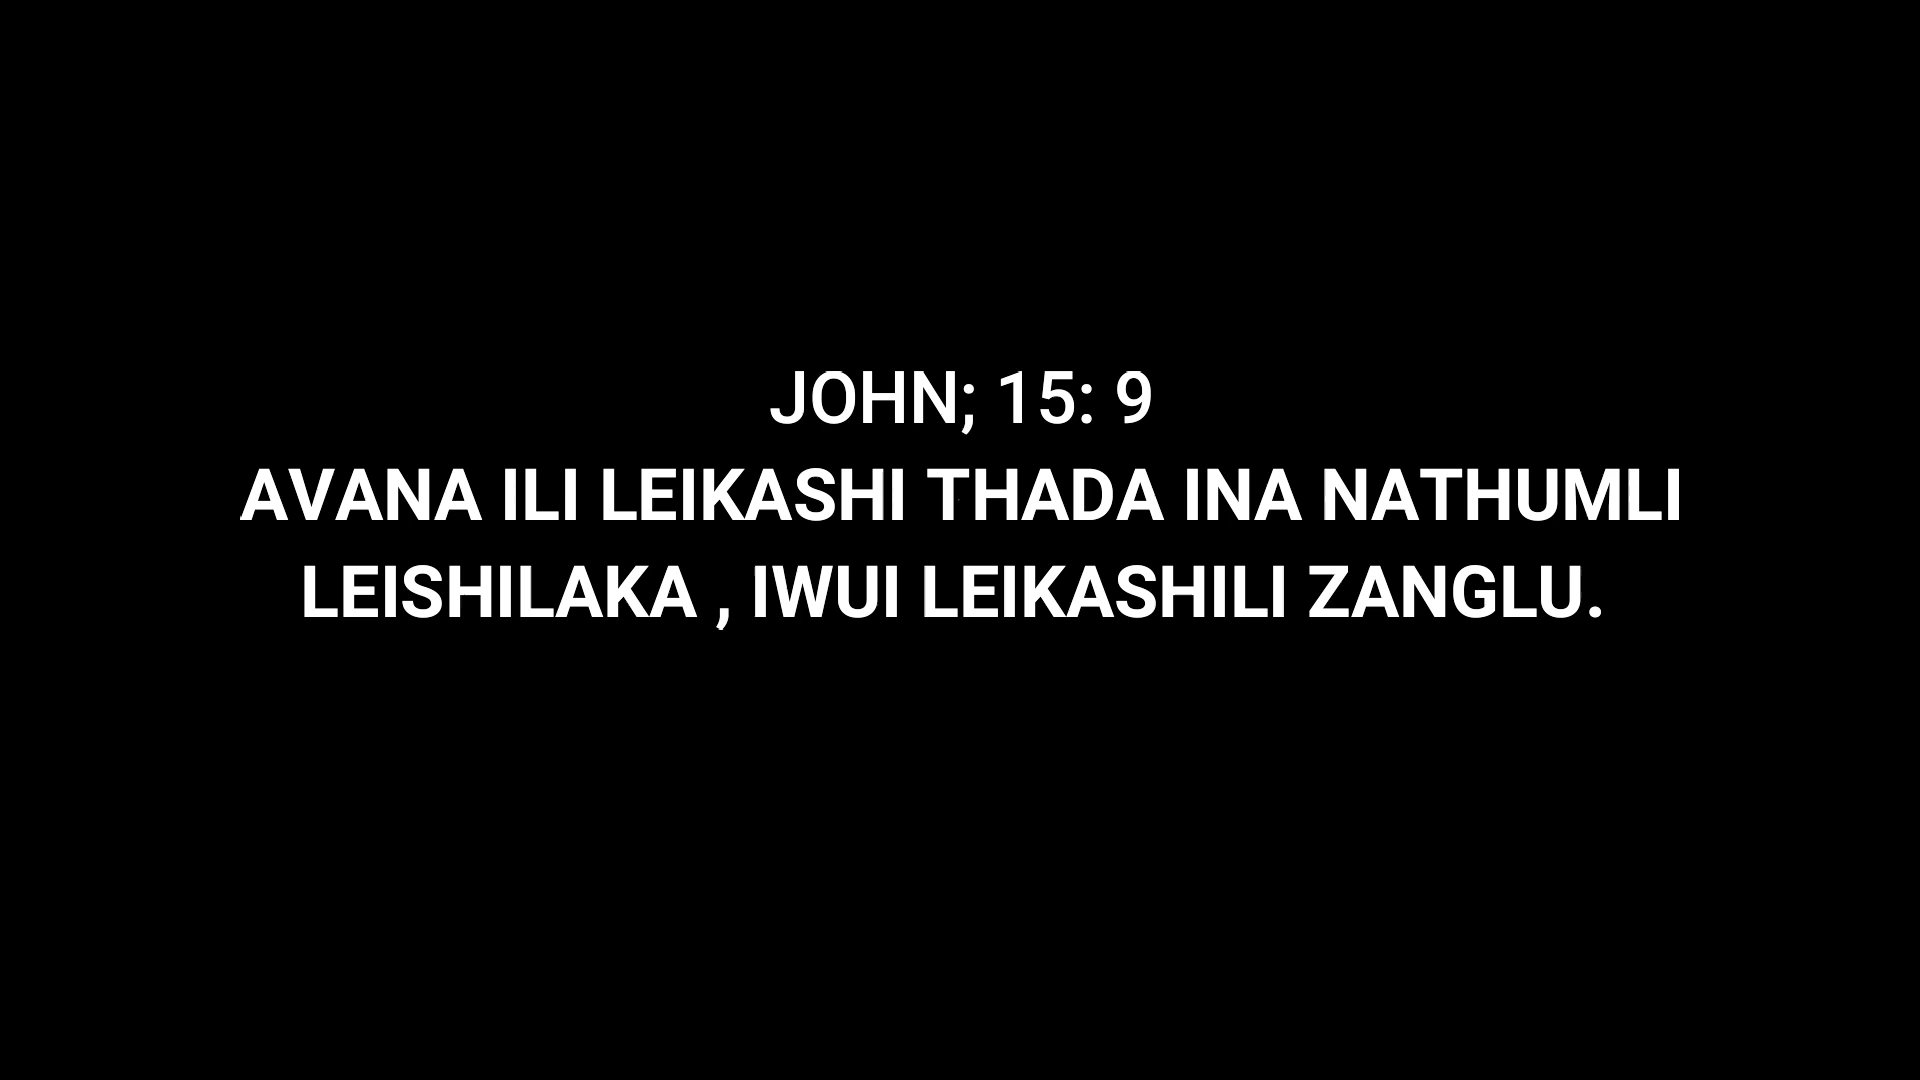 JOHN; 15: 9
AVANA ILI LEIKASHI THADA INA NATHUMLI
LEISHILAKA , IWUI LEIKASHILI ZANGLU.